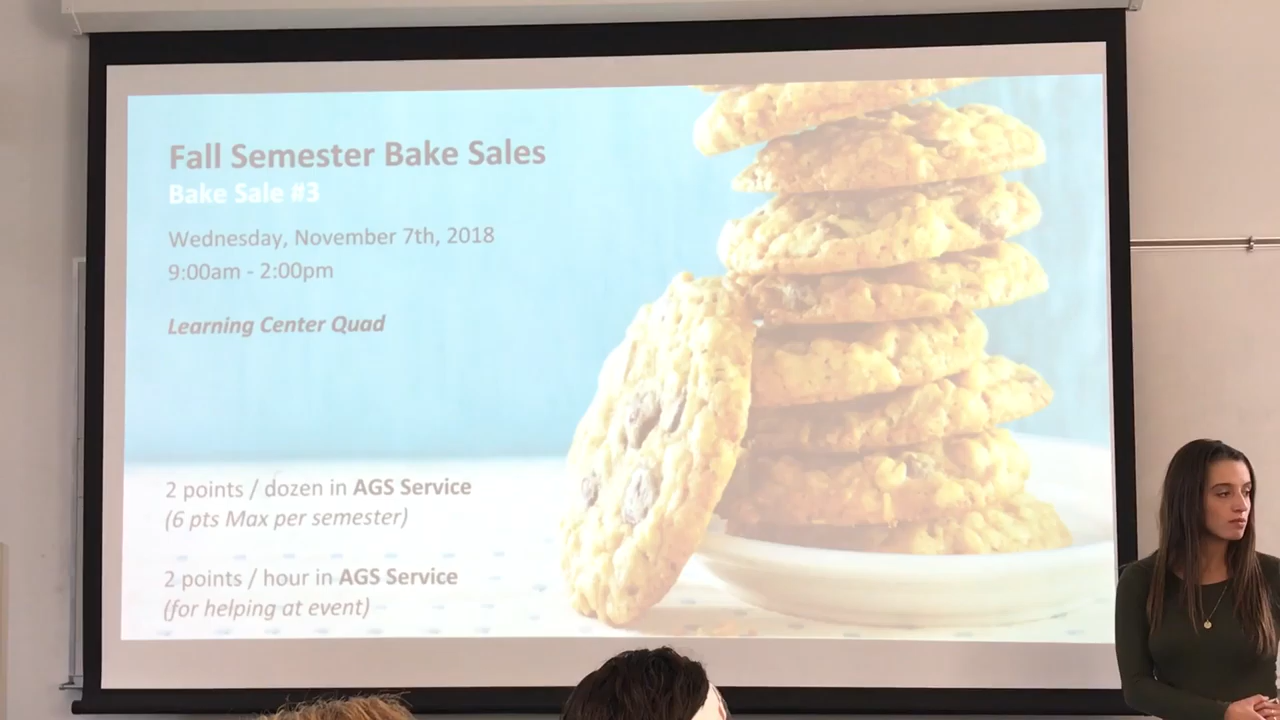 Fall Semester Bake Sales
Bake Sale #3
Wednesday, November 7th, 2018
9:00am - 2:00pm
Learning Center Quad
2 points / dozen in AGS Service
(6 pts Max per semester)
2 points / hour in AGS Service
(for helping at event)